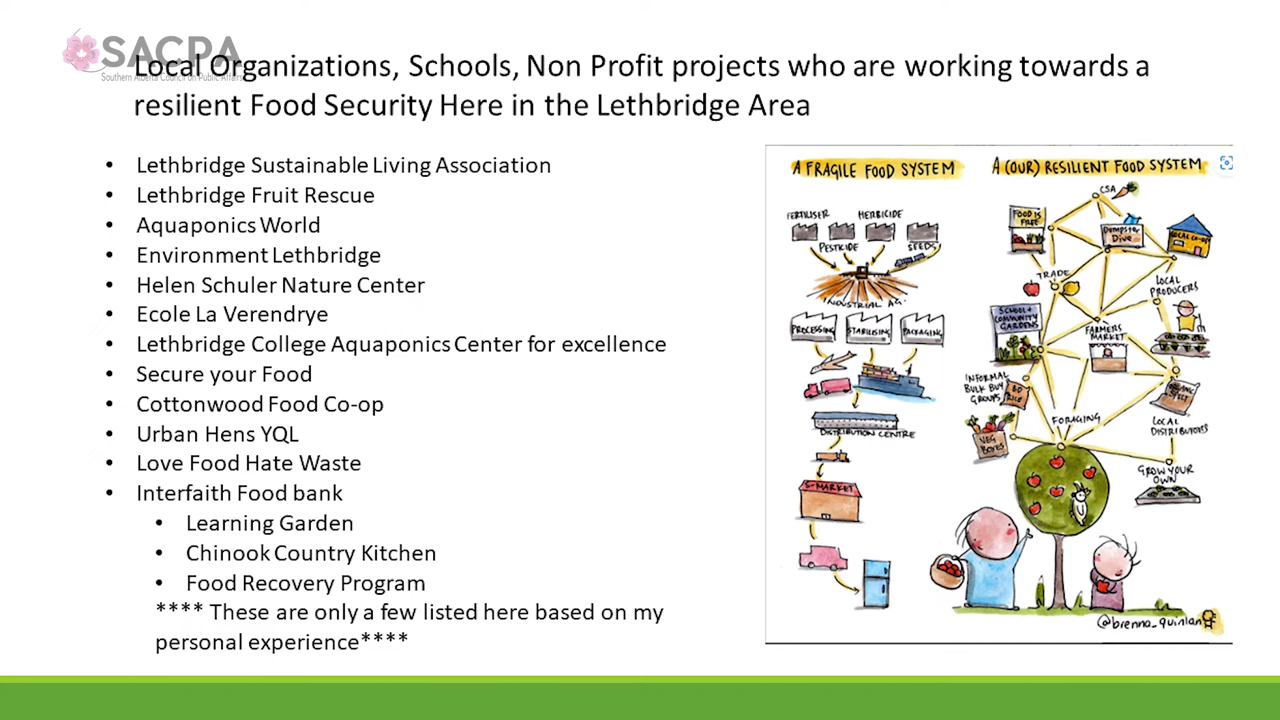 SACPA
Southern Alberta Council on Public Affairs
Local Organizations, Schools, Non Profit projects who are working towards a
resilient Food Security Here in the Lethbridge Area
• Lethbridge Sustainable Living Association
• Lethbridge Fruit Rescue
• Aquaponics World
• Environment Lethbridge
• Helen Schuler Nature Center
• Ecole La Verendrye
• Lethbridge College Aquaponics Center for excellence
• Secure your Food
• Cottonwood Food Co-op
• Urban Hens YQL
• Love Food Hate Waste
• Interfaith Food bank
• Learning Garden
• Chinook Country Kitchen
• Food Recovery Program
**** These are only a few listed here based on my
personal experience****
A FRAGILE FOOD SYSTEM
FERTILISER
HERBICIDE
PESTICIDE
SEEDS
INDUSTRIAL AG.
PROCESSING
STABILISING
PACKAGING
DISTRIBUTION CENTRE
S-MARKET
A (OUR) RESILIENT FOOD SYSTEM
CSA
FOOD IS
FREE
Dumpster
Dive
LOCAL CO-OP
TRADE
LOCAL
PRODUCERS
SCHOOL+
COMMUNITY
GARDENS
FARMERS
MARKET
INFORMAL
BULK BUY
GROUPS
RICE
ORGANIC
FORAGING
LOCAL
DISTRIBUTORS
VEG
BOXES
GROW YOUR
OWN
@brenna_quinlan